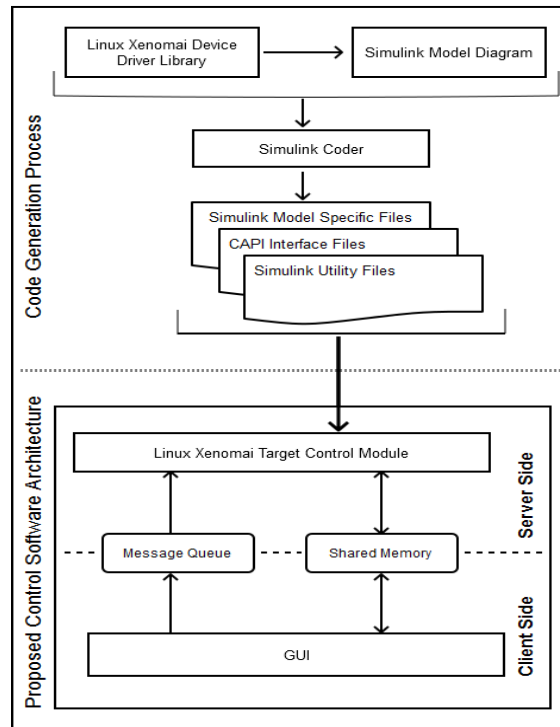 Linux Xenomai Device
Driver Library
Simulink Model Diagram
Simulink Coder
Simulink Model Specific Files
CAPI Interface Files
Simulink Utility Files
Code Generation Process
Linux Xenomai Target Control Module
Message Queue
Shared Memory
GUI
Server Side
Client Side
Proposed Control Software Architecture